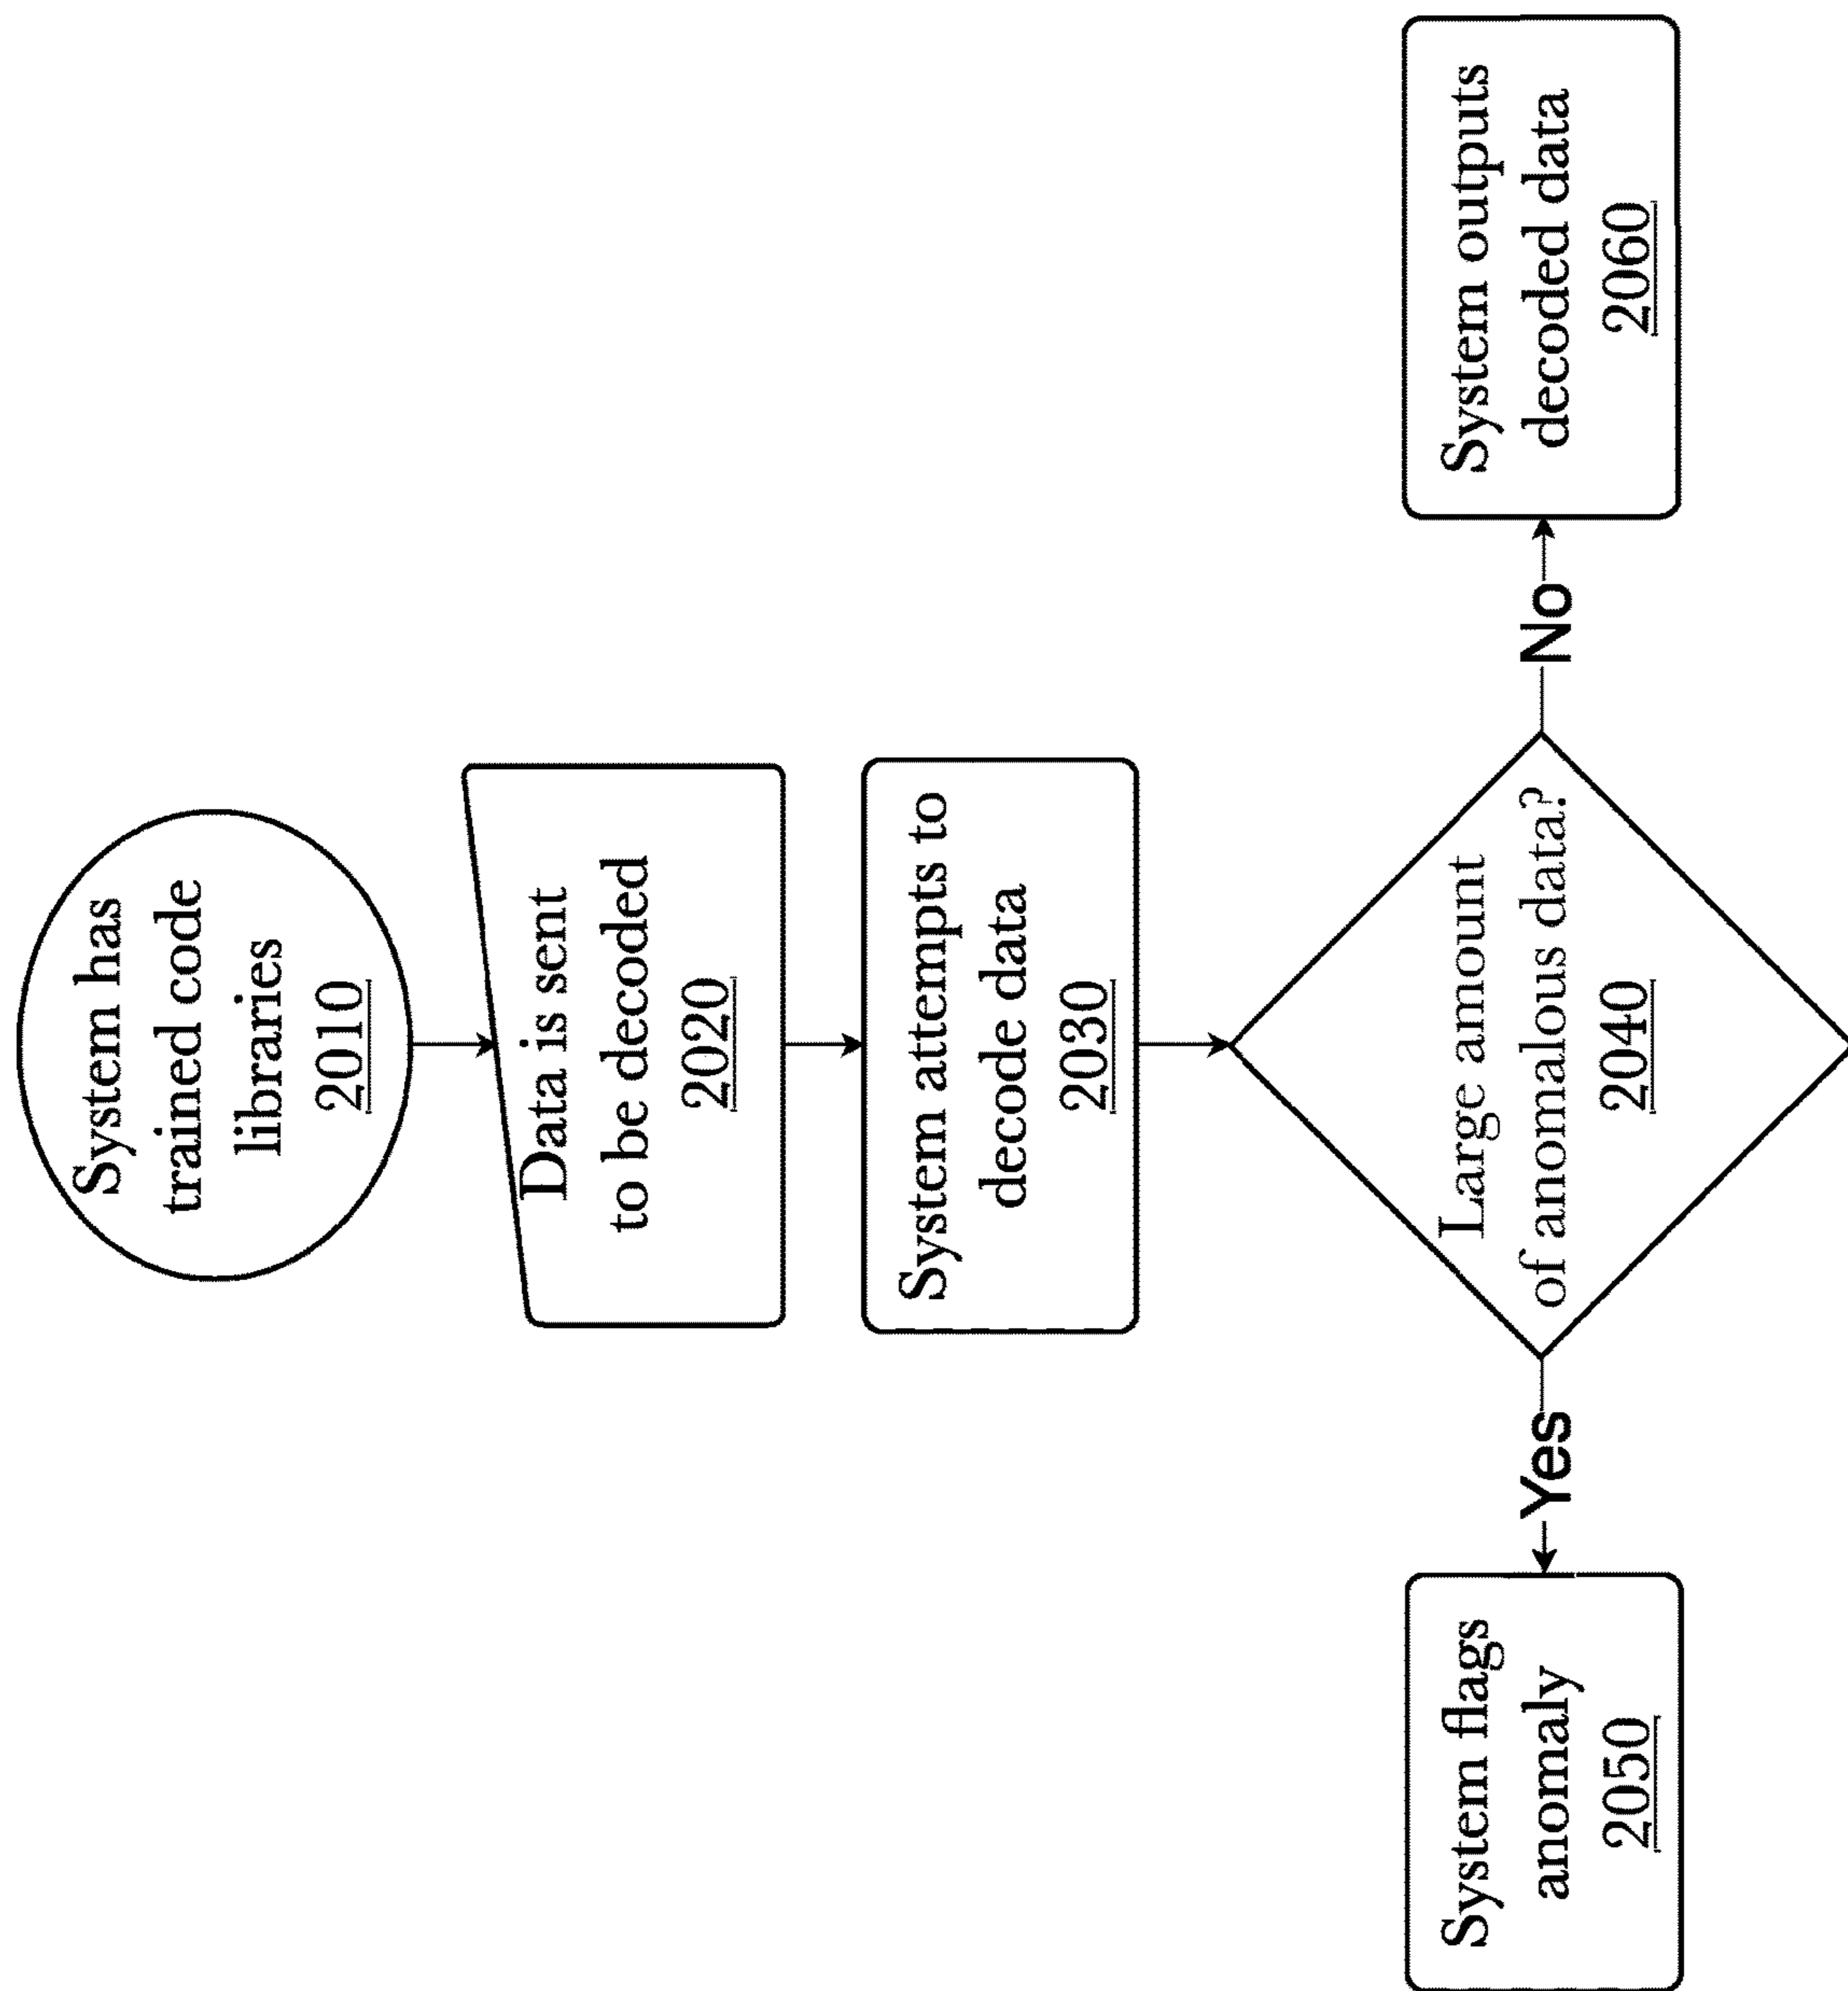 System has
trained code
libraries
2010
Data is sent
to be decoded
2020
System attempts to
decode data
2030
Large amount
of anomalous data?
2040
Yes
No
System flags
anomaly
2050
System outputs
decoded data
2060